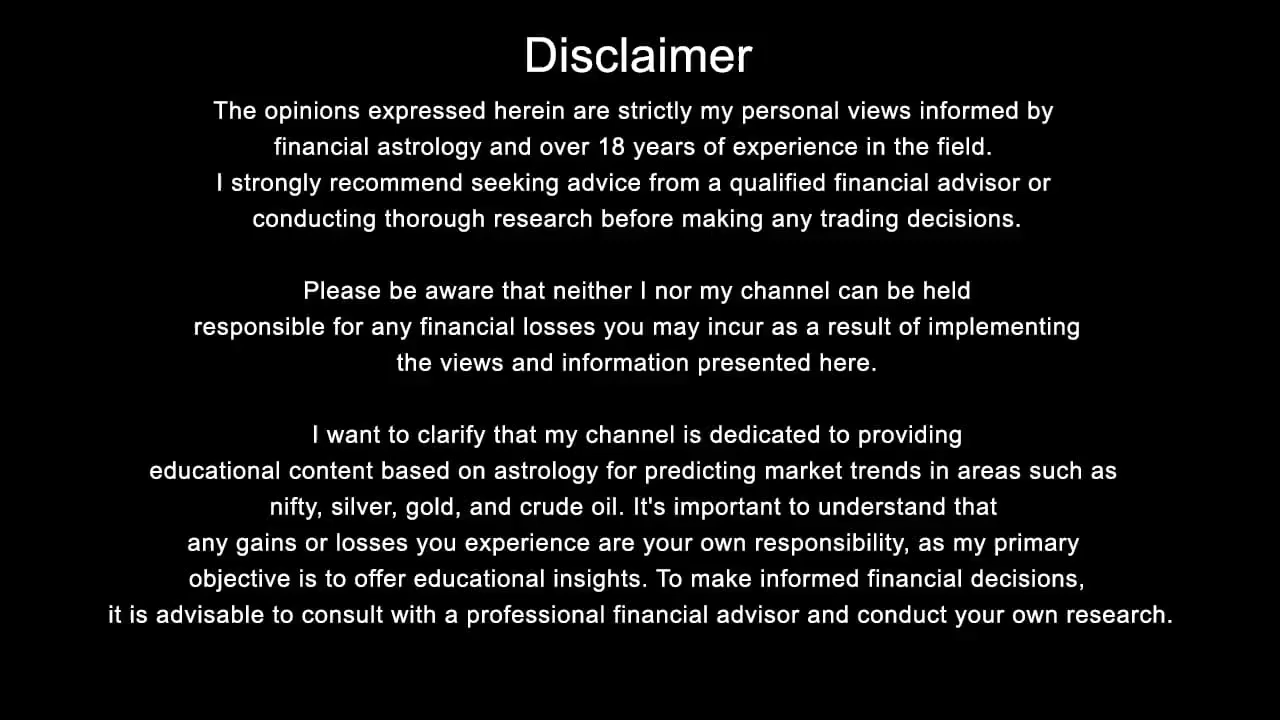 Disclaimer
The opinions expressed herein are strictly my personal views informed by
financial astrology and over 18 years of experience in the field.
I strongly recommend seeking advice from a qualified financial advisor or
conducting thorough research before making any trading decisions.
Please be aware that neither I nor my channel can be held
responsible for any financial losses you may incur as a result of implementing
the views and information presented here.
I want to clarify that my channel is dedicated to providing
educational content based on astrology for predicting market trends in areas such as
nifty, silver, gold, and crude oil. It's important to understand that
any gains or losses you experience are your own responsibility, as my primary
objective is to offer educational insights. To make informed financial decisions,
it is advisable to consult with a professional financial advisor and conduct your own research.